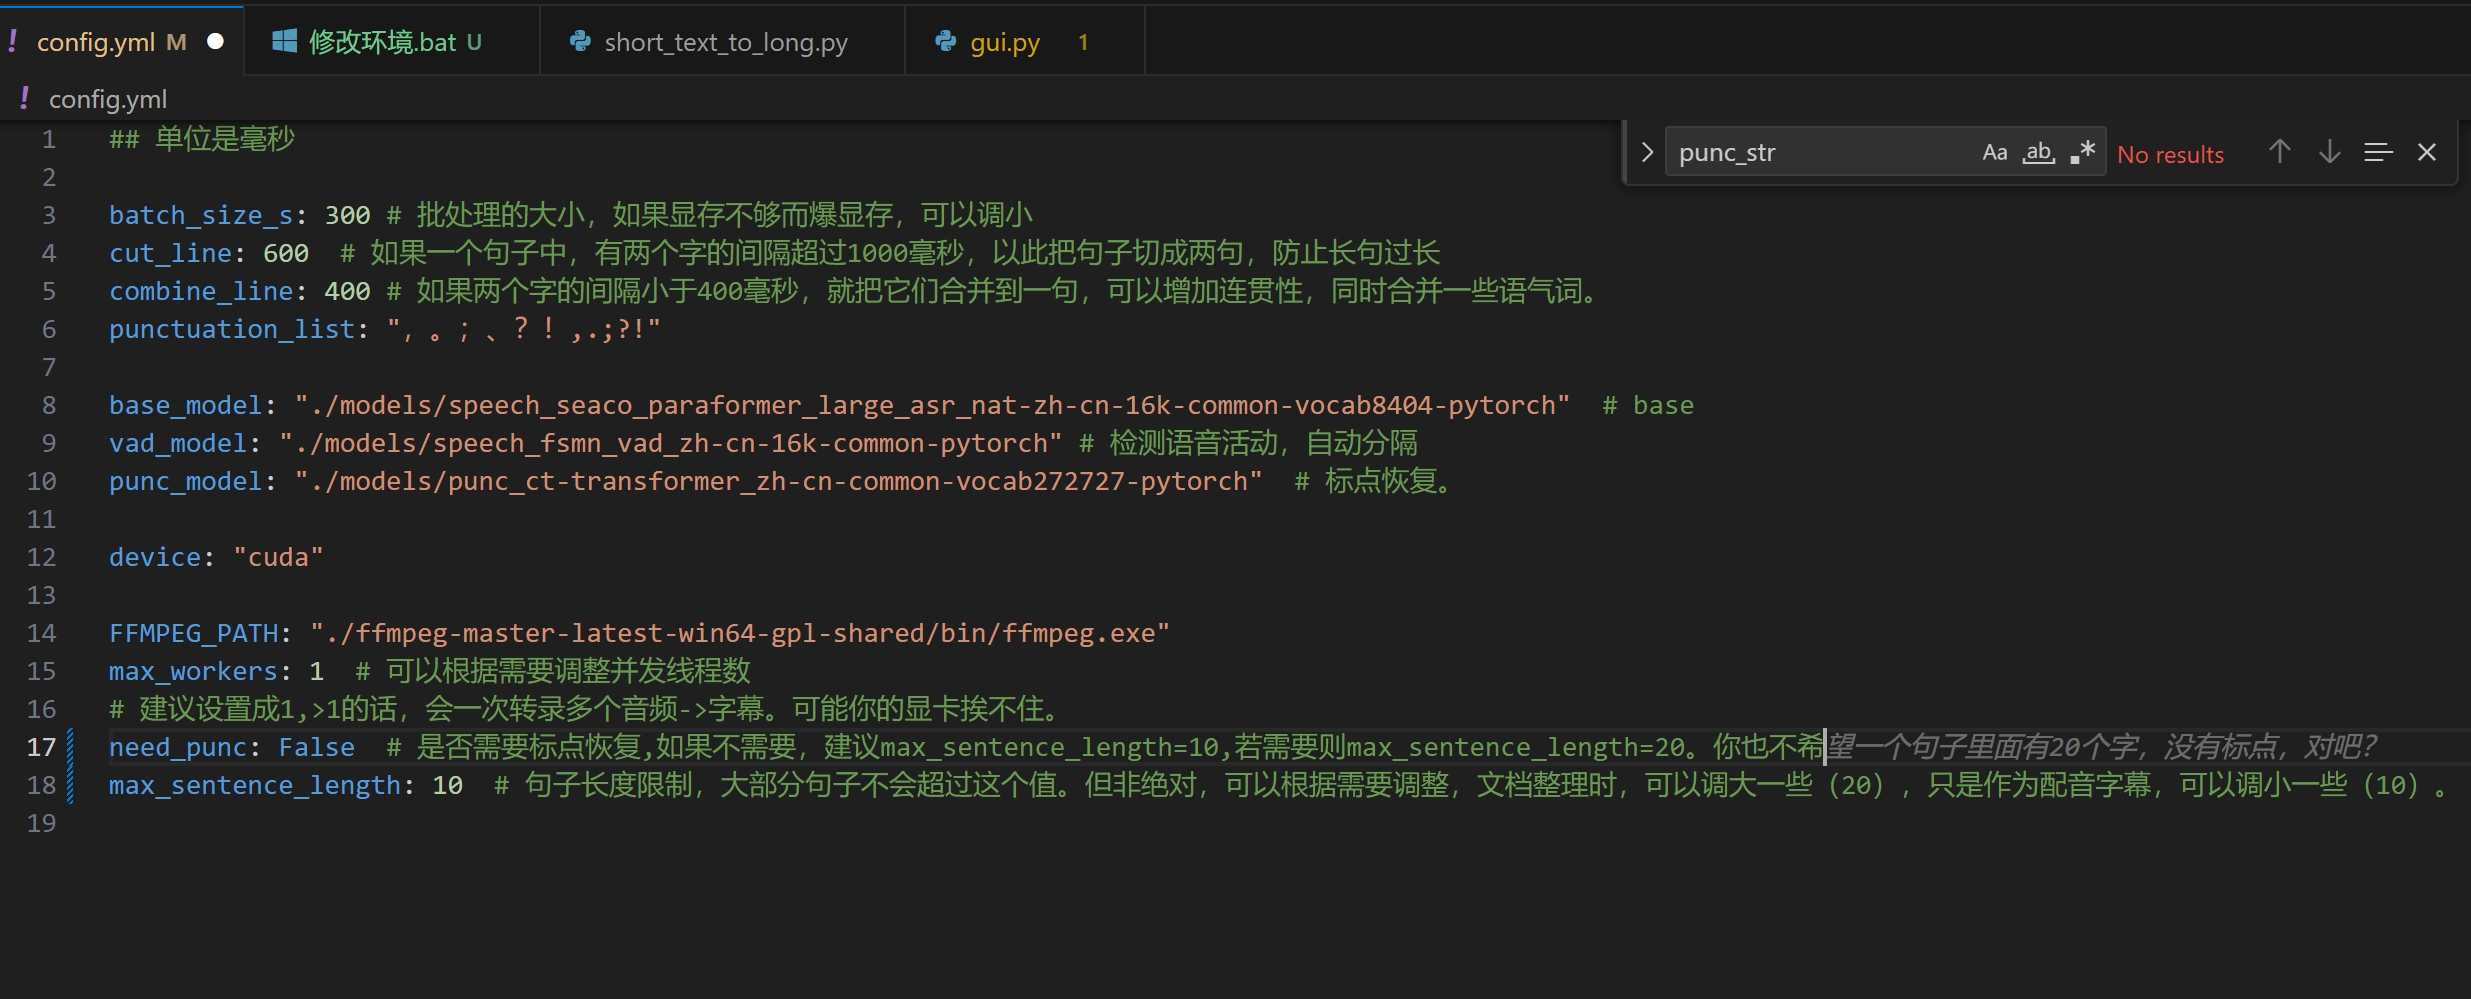 ! config.yml M
修改环境.bat U
short_text_to_long.py
gui.py 1
! config.yml
punc_str Aa ab .* No results
1 ## 单位是毫秒
2
3 batch_size_s: 300 # 批处理的大小，如果显存不够而爆显存，可以调小
4 cut_line: 600  # 如果一个句子中，有两个字的间隔超过1000毫秒，以此把句子切成两句，防止长句过长
5 combine_line: 400 # 如果两个字的间隔小于400毫秒，就把它们合并到一句，可以增加连贯性，同时合并一些语气词。
6 punctuation_list: "，。；、？！,.;?!"
7
8 base_model: "./models/speech_seaco_paraformer_large_asr_nat-zh-cn-16k-common-vocab8404-pytorch"  # base
9 vad_model: "./models/speech_fsmn_vad_zh-cn-16k-common-pytorch" # 检测语音活动，自动分隔
10 punc_model: "./models/punc_ct-transformer_zh-cn-common-vocab272727-pytorch"  # 标点恢复。
11
12 device: "cuda"
13
14 FFMPEG_PATH: "./ffmpeg-master-latest-win64-gpl-shared/bin/ffmpeg.exe"
15 max_workers: 1  # 可以根据需要调整并发线程数
16 # 建议设置成1,>1的话，会一次转录多个音频->字幕。可能你的显卡挨不住。
17 need_punc: False  # 是否需要标点恢复,如果不需要，建议max_sentence_length=10,若需要则max_sentence_length=20。你也不希望一个句子里面有20个字，没有标点，对吧？
18 max_sentence_length: 10  # 句子长度限制，大部分句子不会超过这个值。但非绝对，可以根据需要调整，文档整理时，可以调大一些（20），只是作为配音字幕，可以调小一些（10）。
19